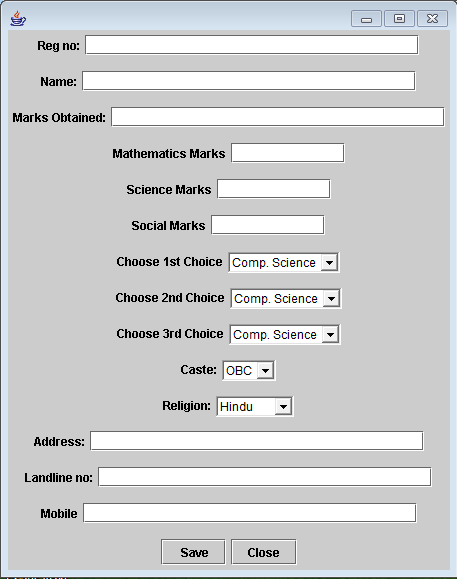 Reg no:
Name:
Marks Obtained:
Mathematics Marks
Science Marks
Social Marks
Choose 1st Choice Comp. Science
Choose 2nd Choice Comp. Science
Choose 3rd Choice Comp. Science
Caste: OBC
Religion: Hindu
Address:
Landline no:
Mobile
Save Close